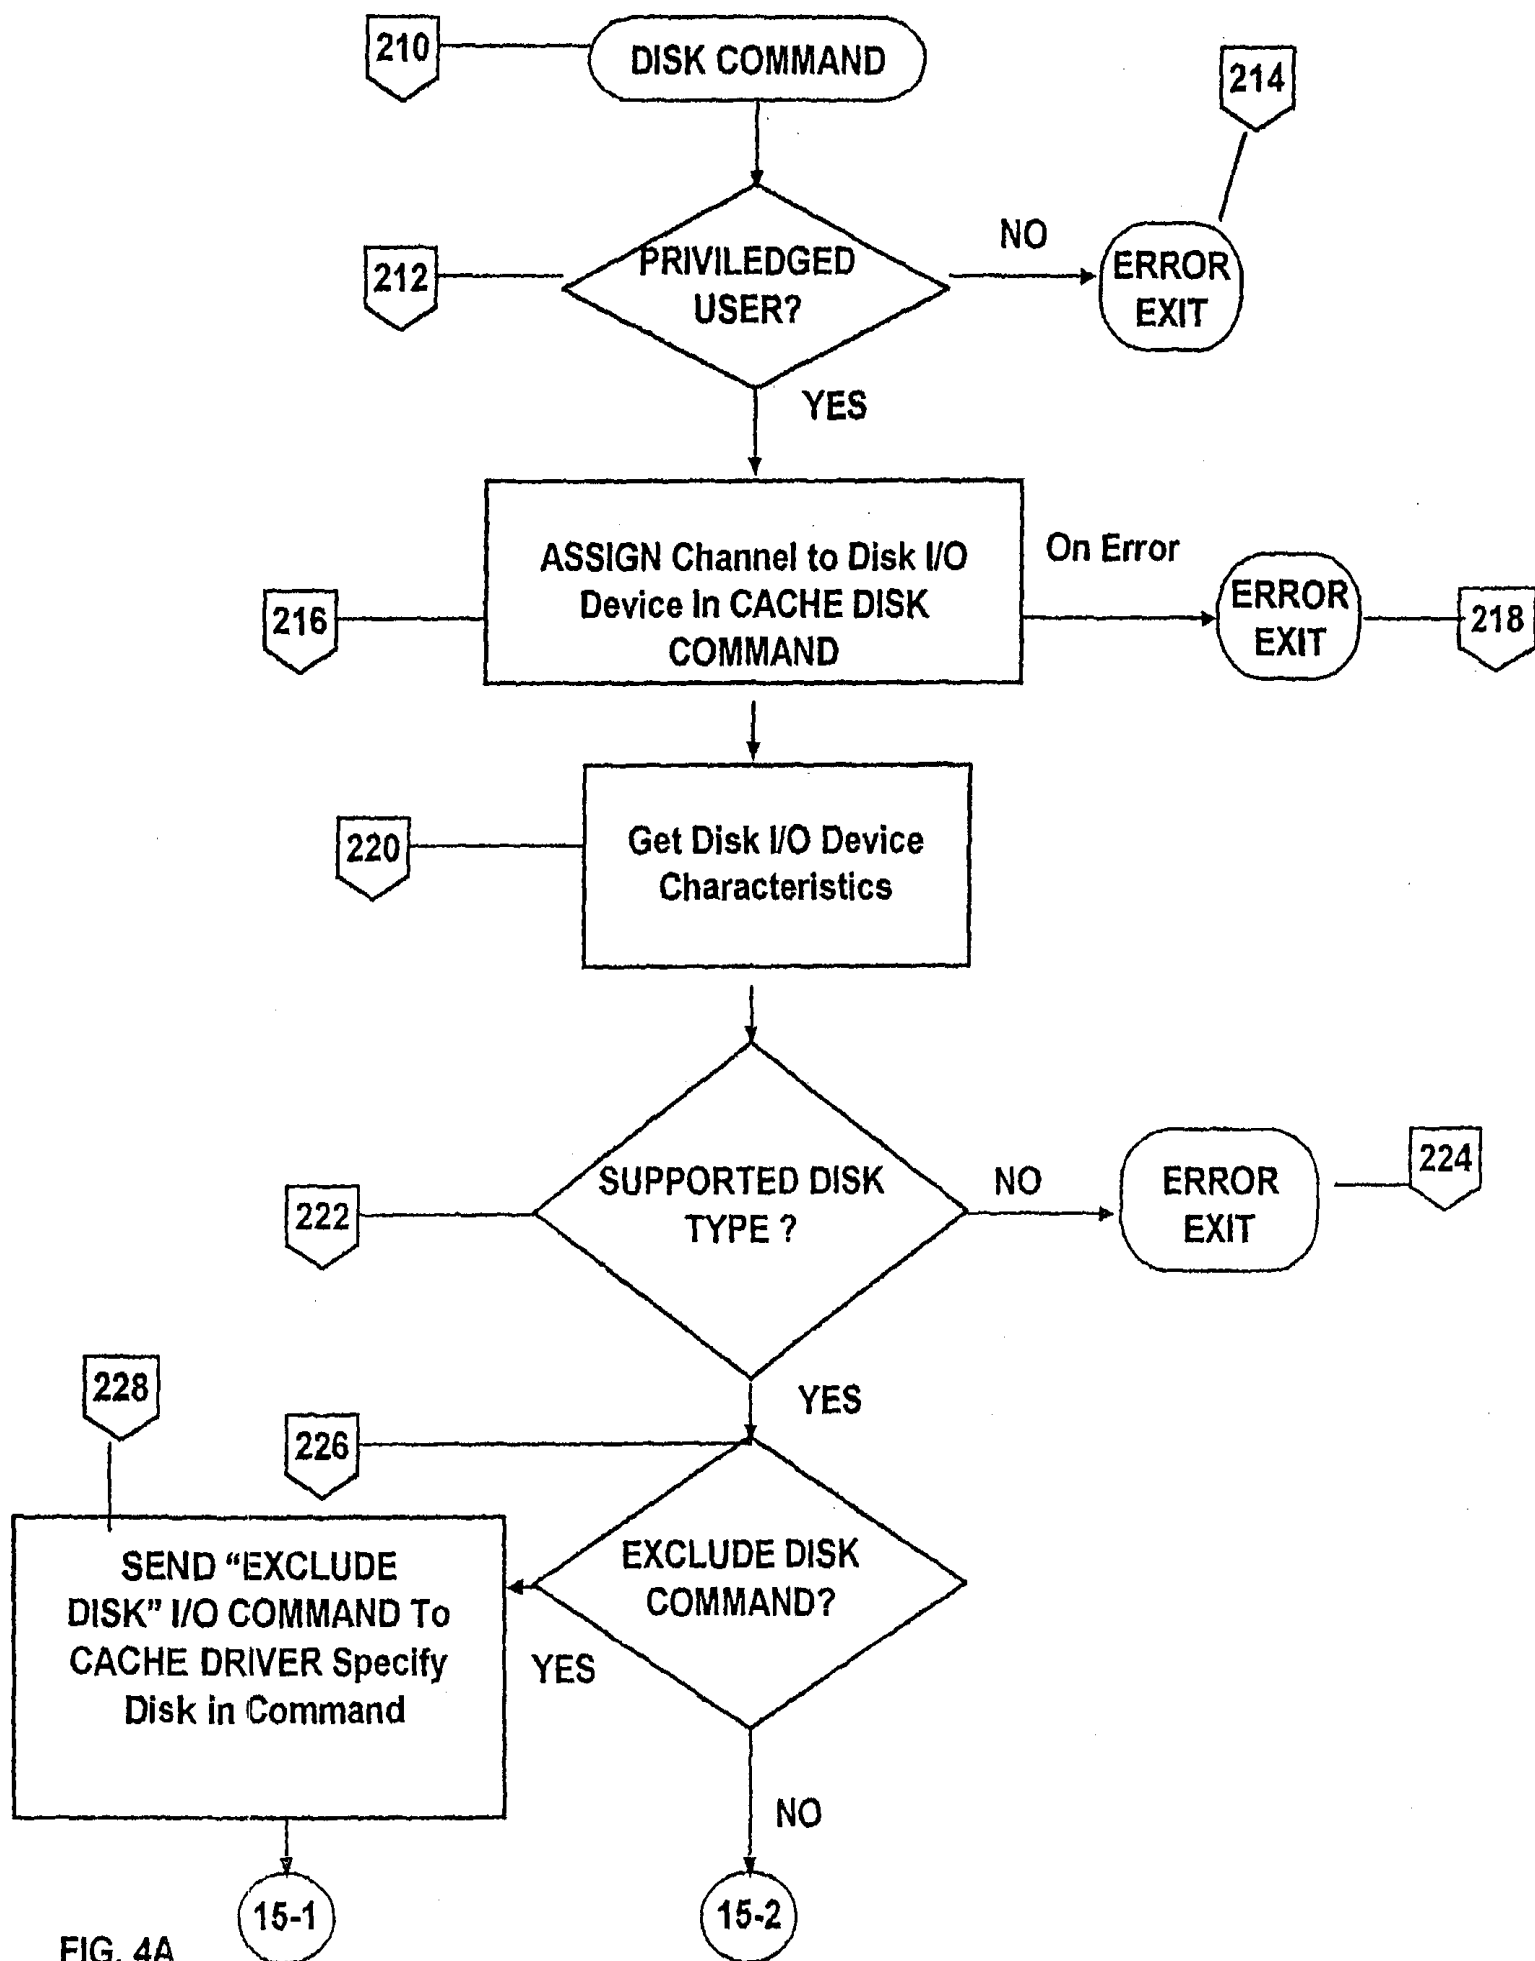 210
DISK COMMAND
214
212
PRIVILEDGED
USER?
NO
ERROR
EXIT
YES
216
ASSIGN Channel to Disk I/O
Device In CACHE DISK
COMMAND
On Error
ERROR
EXIT
218
220
Get Disk I/O Device
Characteristics
222
SUPPORTED DISK
TYPE ?
NO
ERROR
EXIT
224
YES
228
226
EXCLUDE DISK
COMMAND?
SEND “EXCLUDE
DISK” I/O COMMAND To
CACHE DRIVER Specify
Disk in Command
YES
NO
15-1
15-2
FIG. 4A